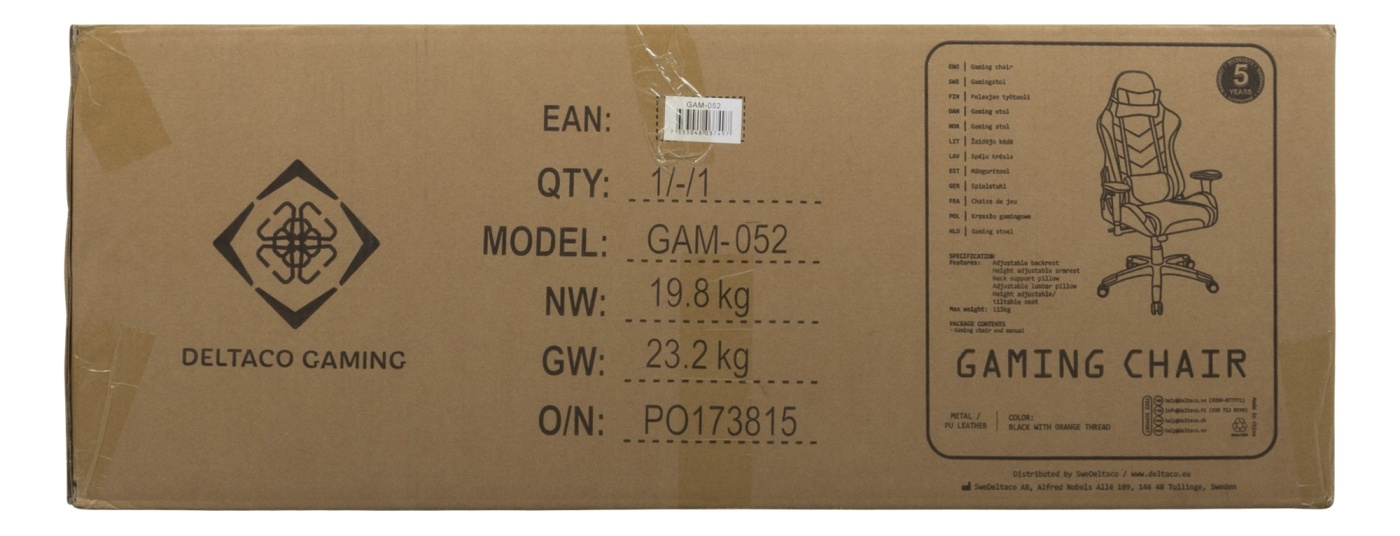 DELTACO GAMING
EAN:
GAM-052
QTY: 1/-/1
MODEL: GAM-052
NW: 19.8 kg
GW: 23.2 kg
O/N: PO173815
ENG | Gaming chair
SWE | Gamingstol
FIN | Pelaajan työtuoli
DAN | Gaming stol
NOR | Gaming stol
LIT | Žaidėjo kėdė
LAV | Spēļu krēsls
EST | Mänguritool
GER | Spielstuhl
FRA | Chaise de jeu
POL | Krzesło gamingowe
NLD | Gaming stoel
5
YEARS
SPECIFICATION
Features: Adjustable backrest
Height adjustable armrest
Neck support pillow
Adjustable lumbar pillow
Height adjustable/
tiltable seat
Max weight: 115kg
PACKAGE CONTENTS
- Gaming chair and manual
GAMING CHAIR
METAL /
PU LEATHER
COLOR:
BLACK WITH ORANGE THREAD
Made in China
Distributed by SweDeltaco / www.deltaco.eu
SweDeltaco AB, Alfred Nobels Allé 109, 146 48 Tullinge, Sweden